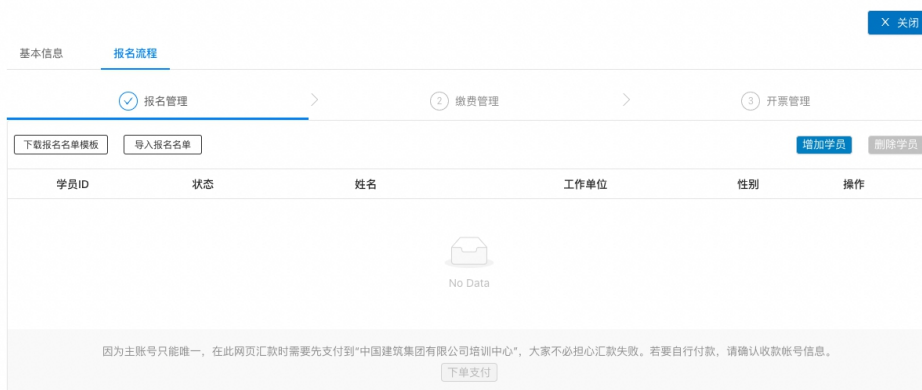 X 关闭
基本信息 报名流程
报名管理 2 缴费管理 3 开票管理
下载报名名单模板 导入报名名单 增加学员 删除学员
学员ID 状态 姓名 工作单位 性别 操作
No Data
因为主账号只能唯一，在此网页汇款时需要先支付到“中国建筑集团有限公司培训中心”，大家不必担心汇款失败。若要自行付款，请确认收款帐号信息。
下单支付